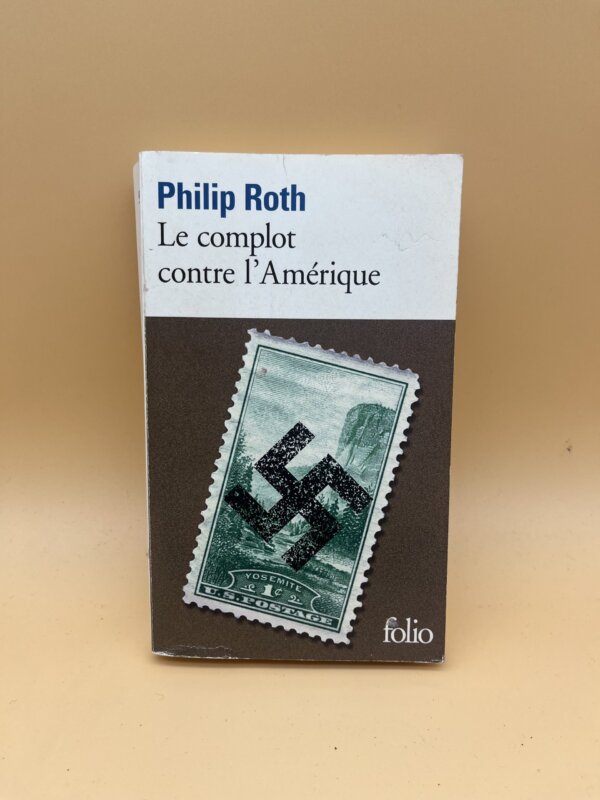 Philip Roth
Le complot
contre l'Amérique
YOSEMITE
1¢
U.S. POSTAGE
folio